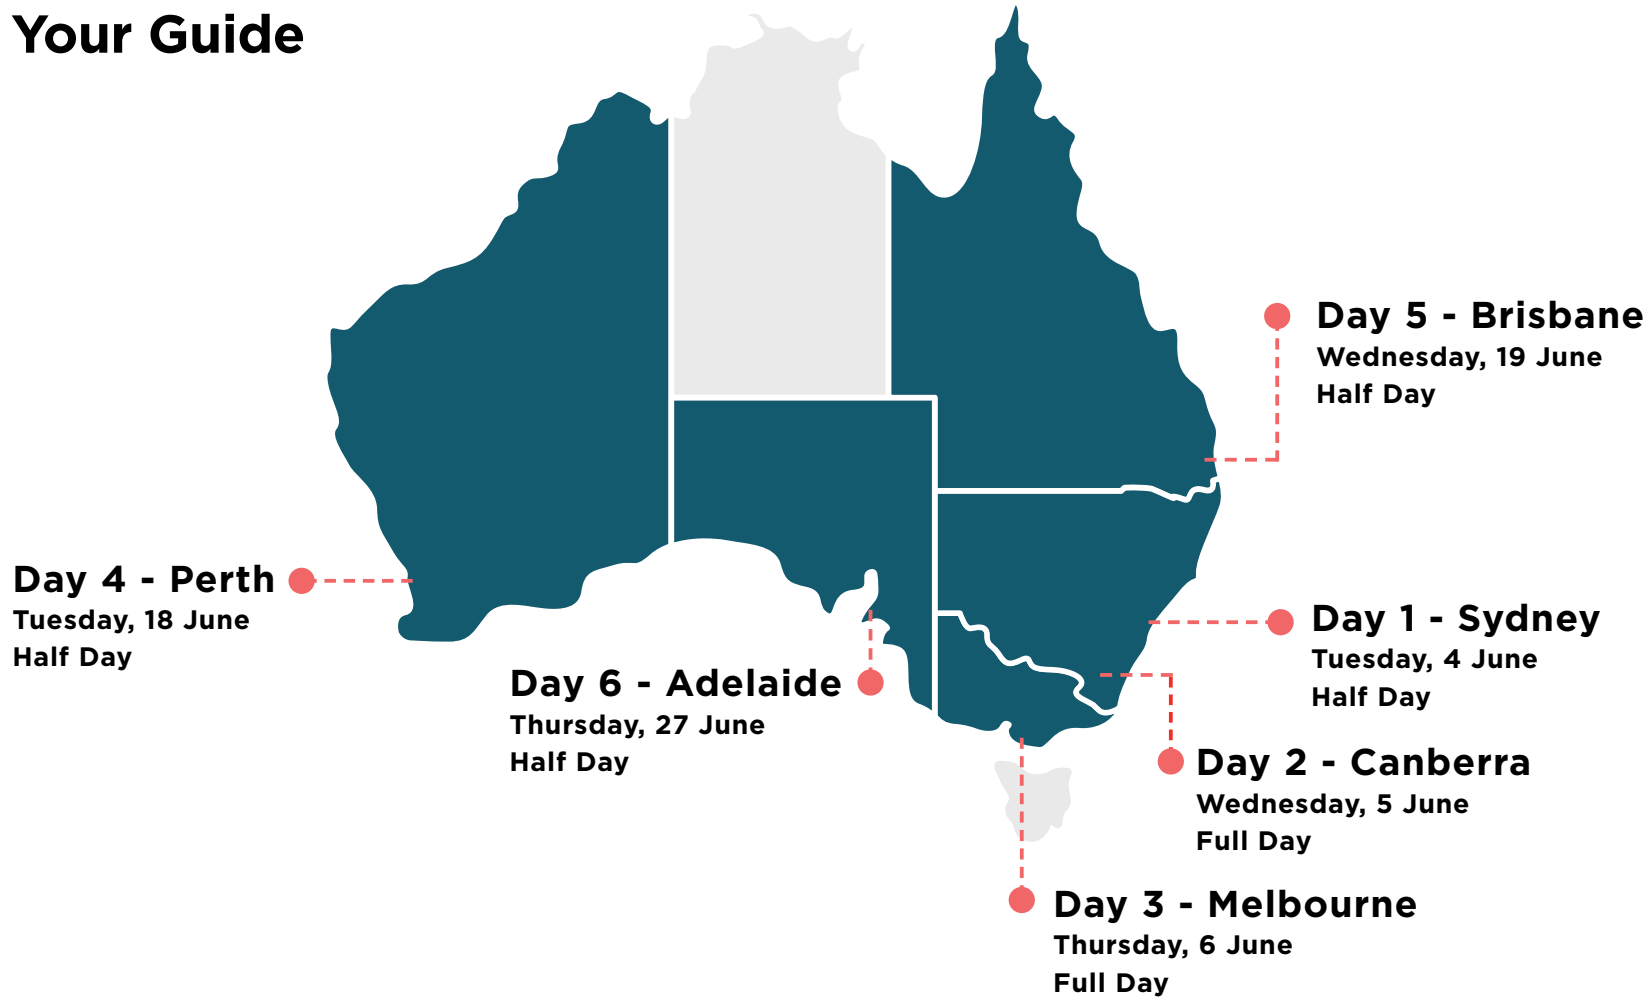 Your Guide
Day 5 - Brisbane
Wednesday, 19 June
Half Day
Day 4 - Perth
Tuesday, 18 June
Half Day
Day 1 - Sydney
Tuesday, 4 June
Half Day
Day 6 - Adelaide
Thursday, 27 June
Half Day
Day 2 - Canberra
Wednesday, 5 June
Full Day
Day 3 - Melbourne
Thursday, 6 June
Full Day